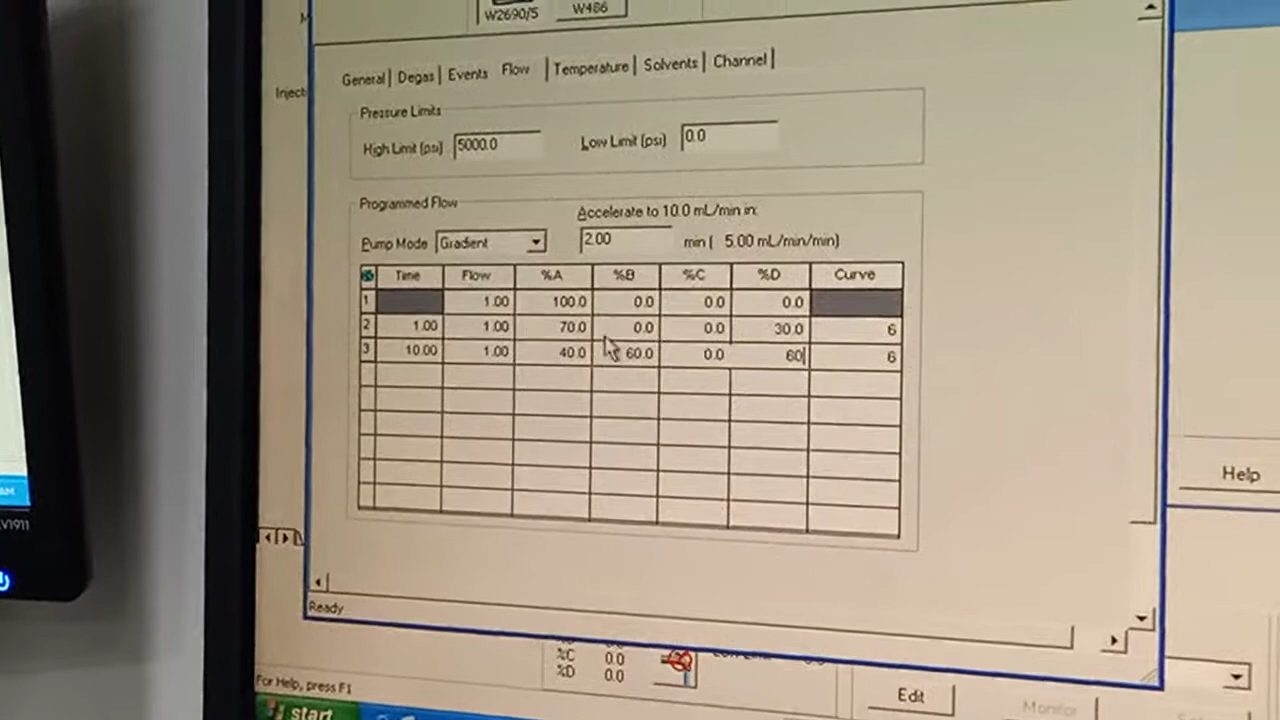 W2690/5 W486
Inject
General Degas Events Flow Temperature Solvents Channel
Pressure Limits
High Limit (psi) 5000.0 Low Limit (psi) 0.0
Programmed Flow
Accelerate to 10.0 mL/min in:
Pump Mode Gradient 2.00 min ( 5.00 mL/min/min)
Time Flow %A %B %C %D Curve
1 1.00 100.0 0.0 0.0 0.0
2 1.00 1.00 70.0 0.0 0.0 30.0 6
3 10.00 1.00 40.0 60.0 0.0 60 6
Help
AM
V1911
Ready
%C 0.0
%D 0.0
For Help, press F1
Edit Monitor
start